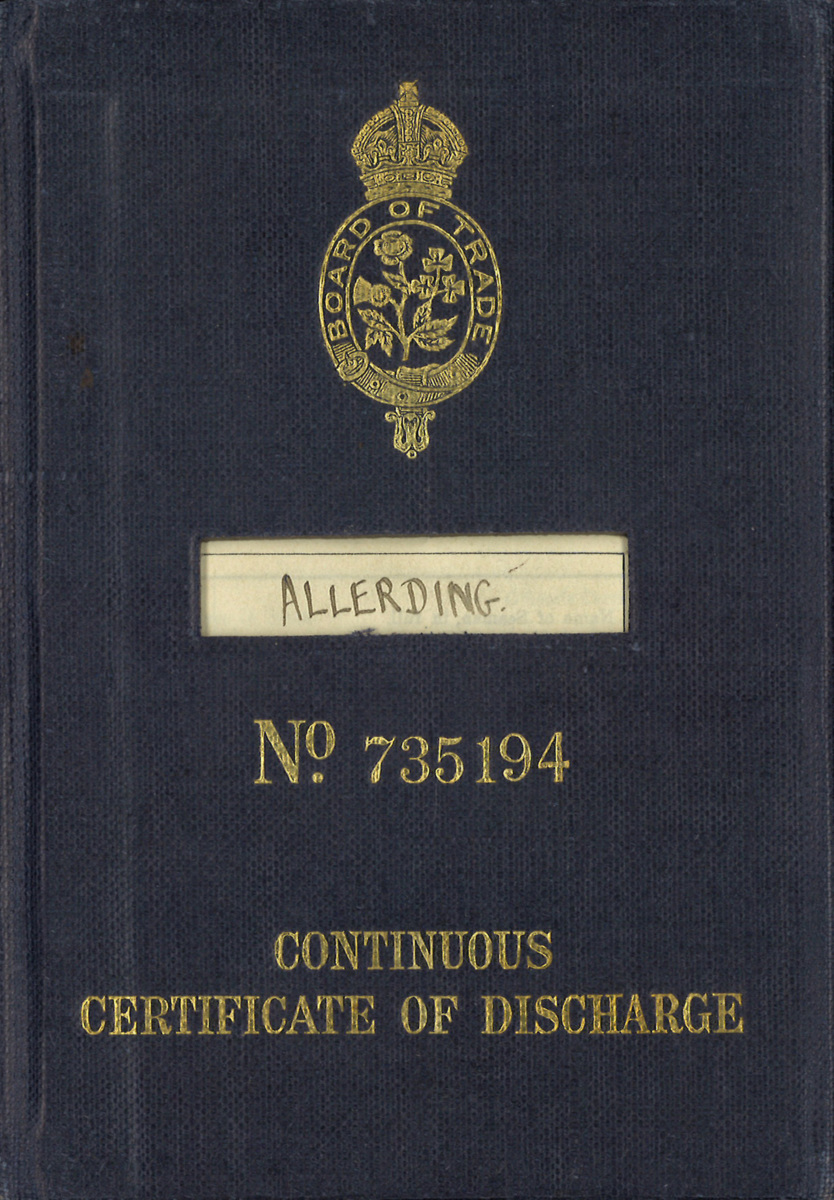 BOARD OF TRADE
ALLERDING.
Nº. 735194
CONTINUOUS
CERTIFICATE OF DISCHARGE